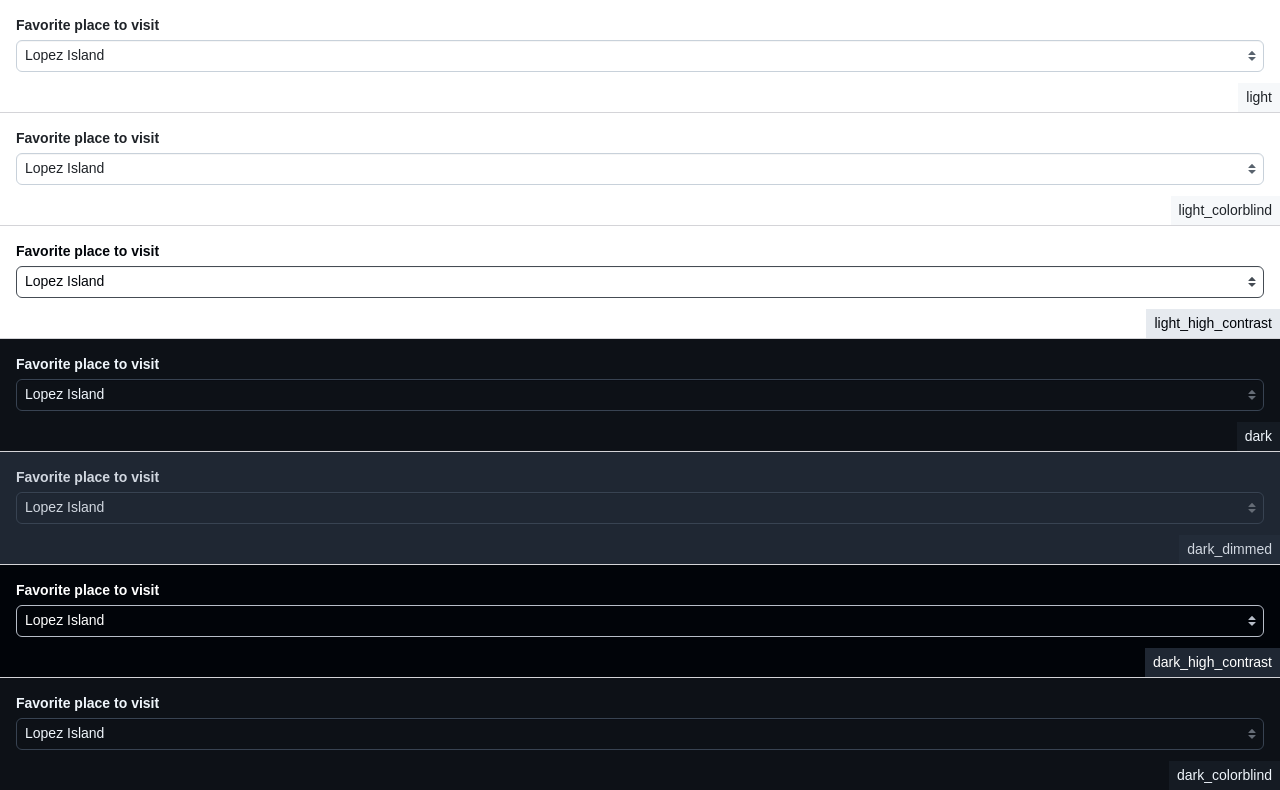 Favorite place to visit
Lopez Island
light
Favorite place to visit
Lopez Island
light_colorblind
Favorite place to visit
Lopez Island
light_high_contrast
Favorite place to visit
Lopez Island
dark
Favorite place to visit
Lopez Island
dark_dimmed
Favorite place to visit
Lopez Island
dark_high_contrast
Favorite place to visit
Lopez Island
dark_colorblind